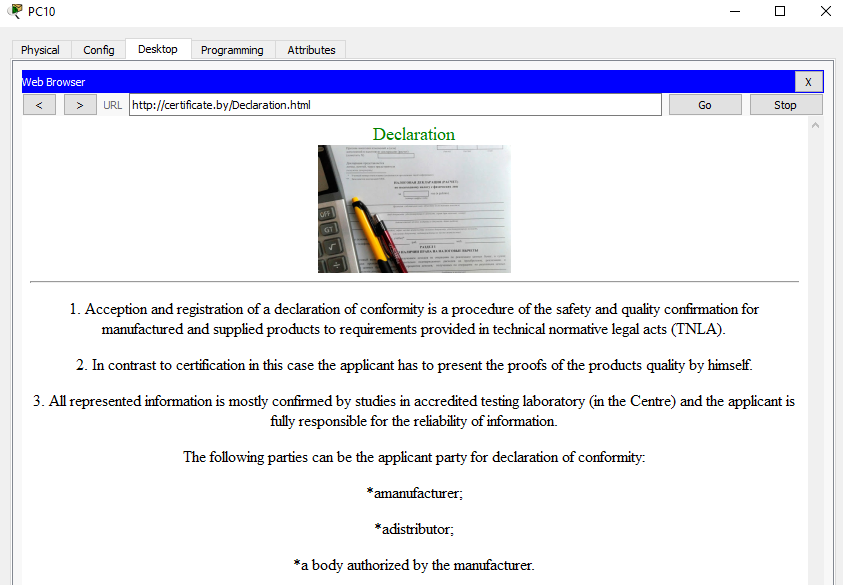 PC10
Physical Config Desktop Programming Attributes
Web Browser X
< > URL http://certificate.by/Declaration.html Go Stop
Declaration
НАЛОГОВАЯ ДЕКЛАРАЦИЯ (РАСЧЕТ)
OFF
GT
√
÷
1. Acception and registration of a declaration of conformity is a procedure of the safety and quality confirmation for
manufactured and supplied products to requirements provided in technical normative legal acts (TNLA).
2. In contrast to certification in this case the applicant has to present the proofs of the products quality by himself.
3. All represented information is mostly confirmed by studies in accredited testing laboratory (in the Centre) and the applicant is
fully responsible for the reliability of information.
The following parties can be the applicant party for declaration of conformity:
*amanufacturer;
*adistributor;
*a body authorized by the manufacturer.